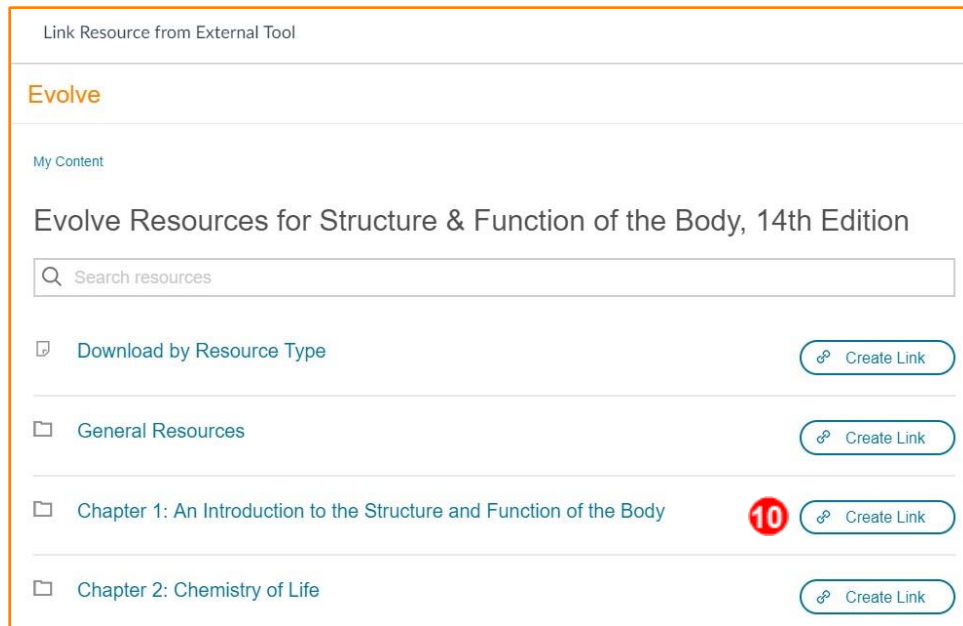 Link Resource from External Tool
Evolve
My Content
Evolve Resources for Structure & Function of the Body, 14th Edition
Search resources
Download by Resource Type
Create Link
General Resources
Create Link
Chapter 1: An Introduction to the Structure and Function of the Body
10
Create Link
Chapter 2: Chemistry of Life
Create Link